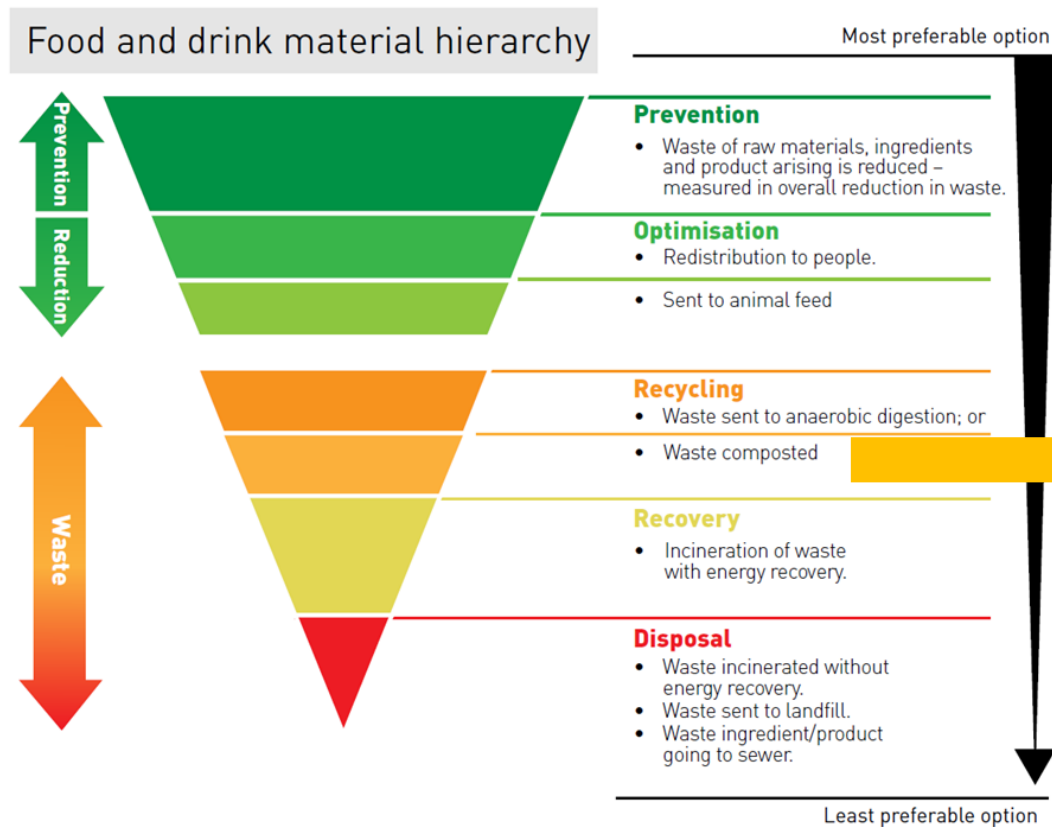 Food and drink material hierarchy
Most preferable option
Prevention
Reduction
Waste
Prevention
• Waste of raw materials, ingredients
and product arising is reduced –
measured in overall reduction in waste.
Optimisation
• Redistribution to people.
• Sent to animal feed
Recycling
• Waste sent to anaerobic digestion; or
• Waste composted
Recovery
• Incineration of waste
with energy recovery.
Disposal
• Waste incinerated without
energy recovery.
• Waste sent to landfill.
• Waste ingredient/product
going to sewer.
Least preferable option